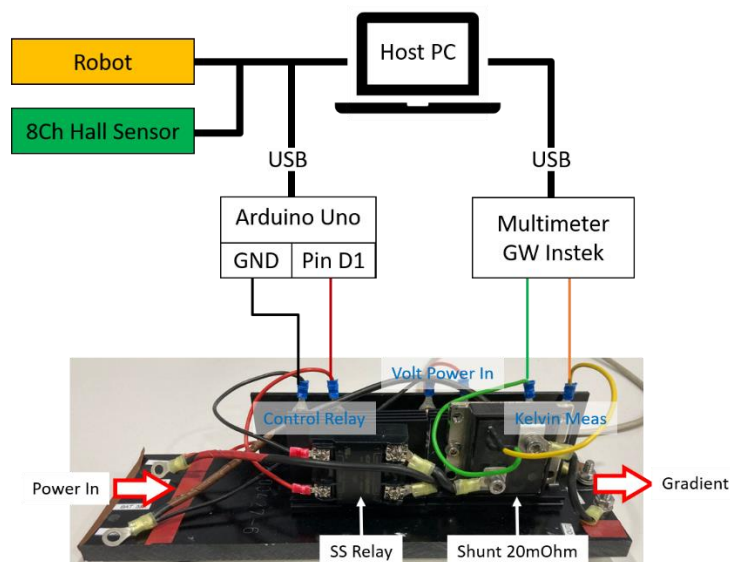 Robot
Host PC
8Ch Hall Sensor
USB
USB
Arduino Uno
GND
Pin D1
Multimeter
GW Instek
Volt Power In
Control Relay
Kelvin Meas
Power In
Gradient
SS Relay
Shunt 20mOhm